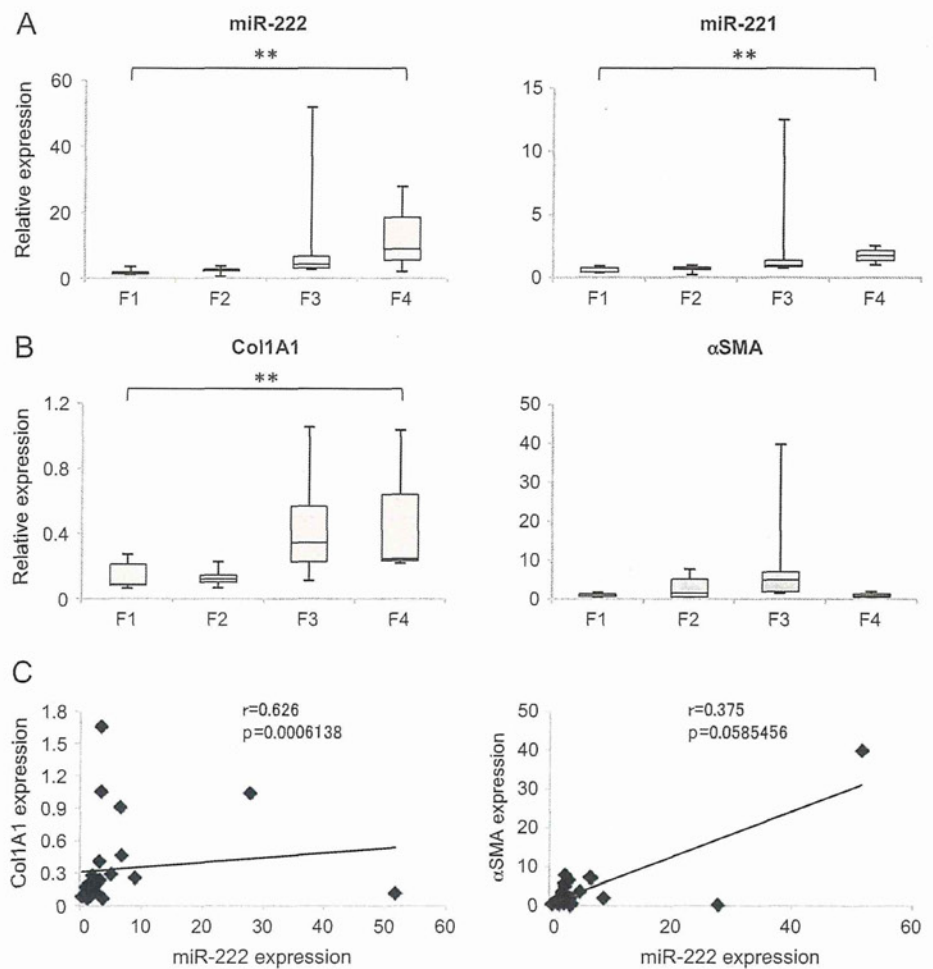 A
miR-222
miR-221
**
**
Relative expression
60
40
20
0
F1
F2
F3
F4
15
10
5
0
F1
F2
F3
F4
B
Col1A1
αSMA
**
Relative expression
1.2
0.8
0.4
0
F1
F2
F3
F4
50
40
30
20
10
0
F1
F2
F3
F4
C
Col1A1 expression
1.8
1.5
1.2
0.9
0.6
0.3
0
r=0.626
p=0.0006138
0
10
20
30
40
50
60
miR-222 expression
αSMA expression
50
40
30
20
10
0
r=0.375
p=0.0585456
0
20
40
60
miR-222 expression